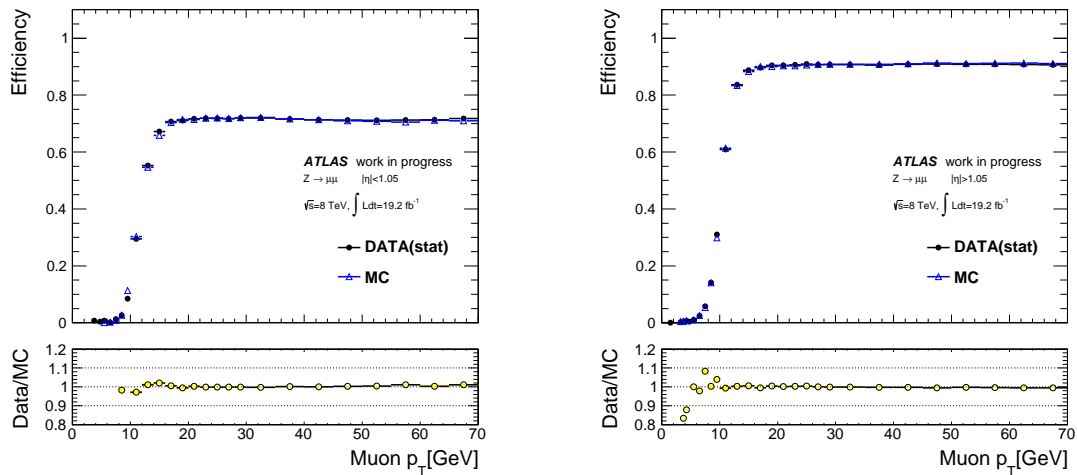 Efficiency
1
0.8
0.6
0.4
0.2
0
ATLAS work in progress
Z → μμ |η|<1.05
√s=8 TeV, ∫ Ldt=19.2 fb⁻¹
DATA(stat)
MC
Data/MC
1.2
1.1
1.0
0.9
0.8
0 10 20 30 40 50 60 70
Muon p_T[GeV]
Efficiency
1
0.8
0.6
0.4
0.2
0
ATLAS work in progress
Z → μμ |η|>1.05
√s=8 TeV, ∫ Ldt=19.2 fb⁻¹
DATA(stat)
MC
Data/MC
1.2
1.1
1.0
0.9
0.8
0 10 20 30 40 50 60 70
Muon p_T[GeV]